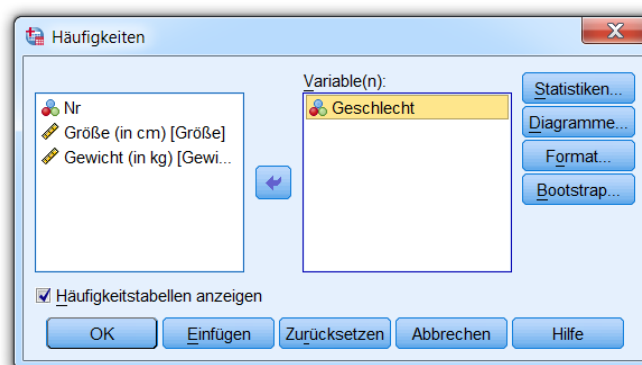 Häufigkeiten
Variable(n):
Nr
Größe (in cm) [Größe]
Gewicht (in kg) [Gewi...
Geschlecht
Statistiken...
Diagramme...
Format...
Bootstrap...
Häufigkeitstabellen anzeigen
OK
Einfügen
Zurücksetzen
Abbrechen
Hilfe